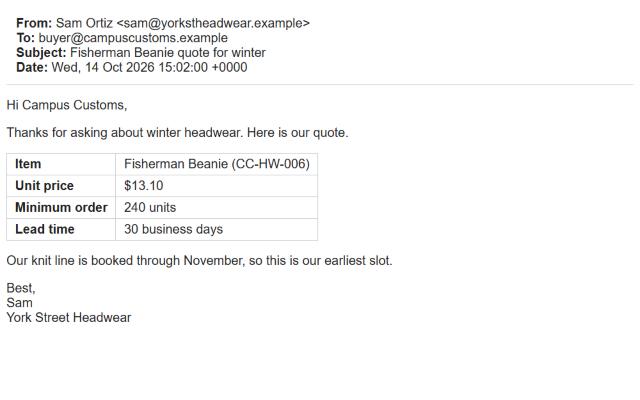 From: Sam Ortiz <sam@yorkstheadwear.example>
To: buyer@campuscustoms.example
Subject: Fisherman Beanie quote for winter
Date: Wed, 14 Oct 2026 15:02:00 +0000
Hi Campus Customs,
Thanks for asking about winter headwear. Here is our quote.
Item Fisherman Beanie (CC-HW-006)
Unit price $13.10
Minimum order 240 units
Lead time 30 business days
Our knit line is booked through November, so this is our earliest slot.
Best,
Sam
York Street Headwear